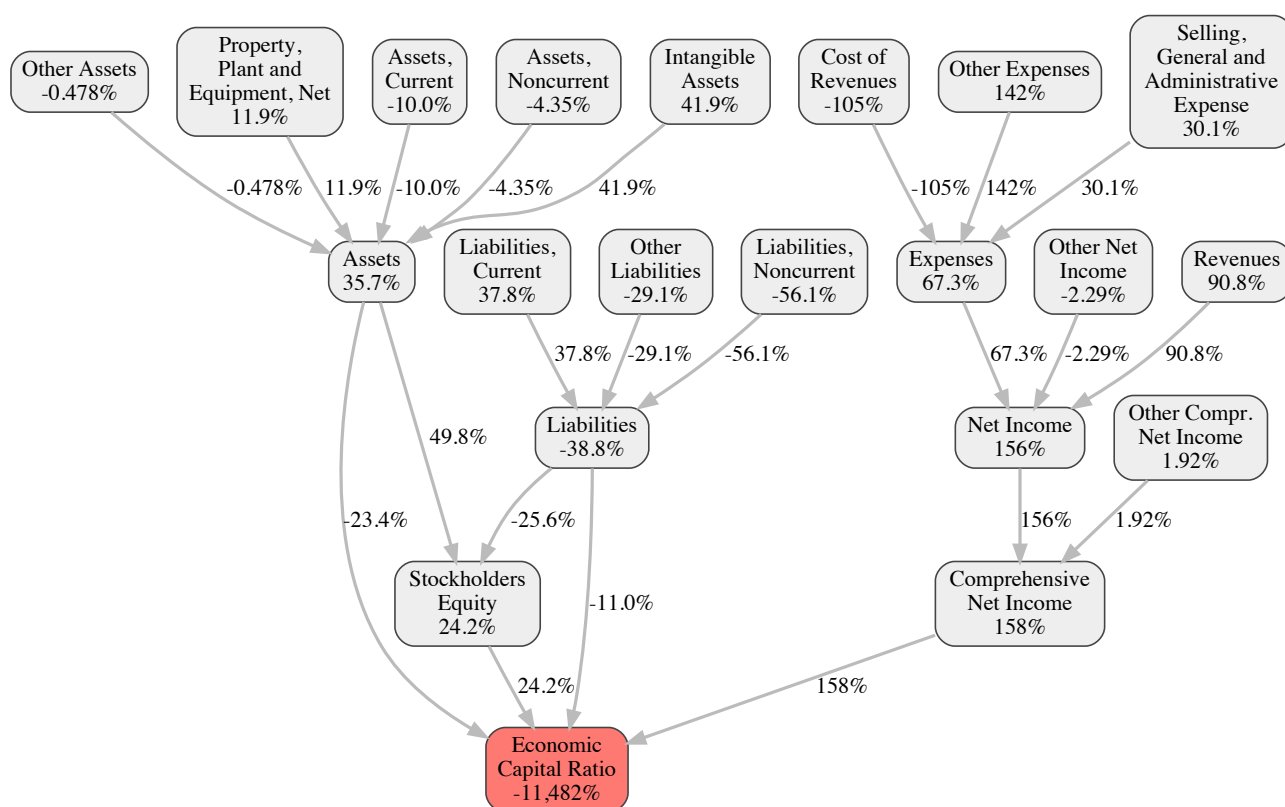 Other Assets
-0.478%
Property,
Plant and
Equipment, Net
11.9%
Assets,
Current
-10.0%
Assets,
Noncurrent
-4.35%
Intangible
Assets
41.9%
Cost of
Revenues
-105%
Other Expenses
142%
Selling,
General and
Administrative
Expense
30.1%
-0.478%
11.9%
-10.0%
-4.35%
41.9%
-105%
142%
30.1%
Assets
35.7%
Liabilities,
Current
37.8%
Other
Liabilities
-29.1%
Liabilities,
Noncurrent
-56.1%
Expenses
67.3%
Other Net
Income
-2.29%
Revenues
90.8%
37.8%
-29.1%
-56.1%
67.3%
-2.29%
90.8%
49.8%
Liabilities
-38.8%
Net Income
156%
Other Compr.
Net Income
1.92%
-23.4%
-25.6%
156%
1.92%
Stockholders
Equity
24.2%
-11.0%
Comprehensive
Net Income
158%
24.2%
158%
Economic
Capital Ratio
-11,482%